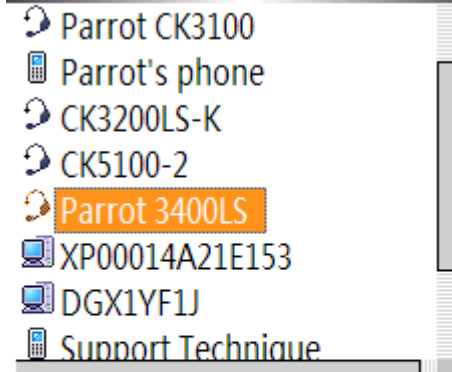 Parrot CK3100
Parrot's phone
CK3200LS-K
CK5100-2
Parrot 3400LS
XP00014A21E153
DGX1YF1J
Support Technique